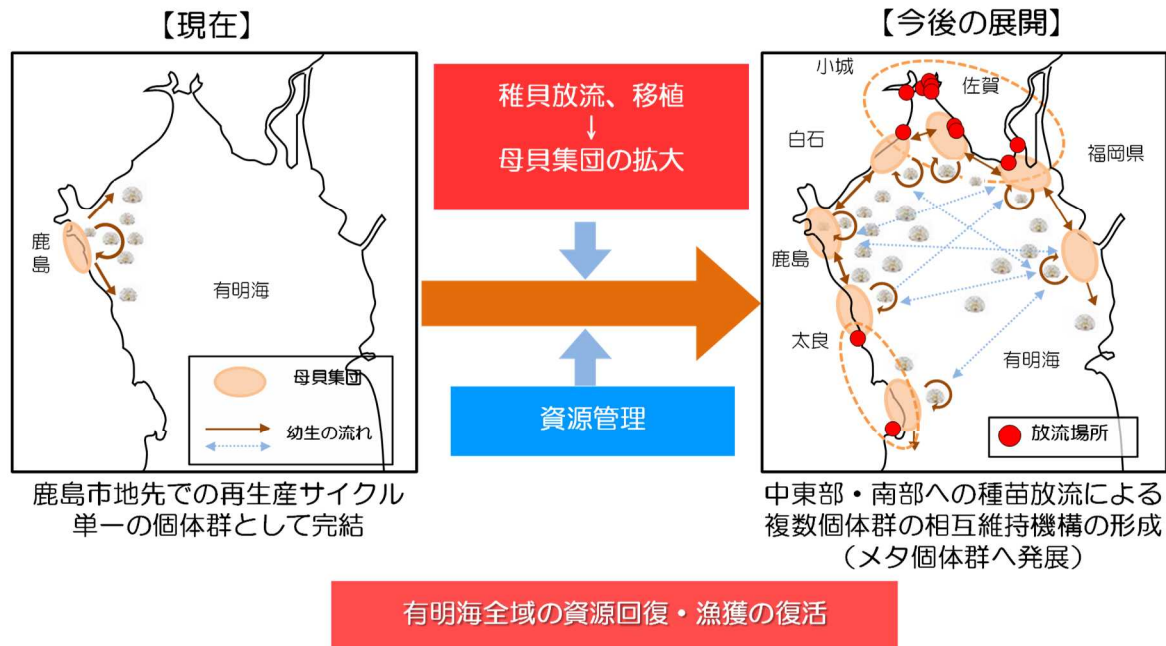 【現在】
鹿島
有明海
母貝集団
幼生の流れ
鹿島市地先での再生産サイクル
単一の個体群として完結
稚貝放流、移植
↓
母貝集団の拡大
資源管理
【今後の展開】
小城
佐賀
白石
福岡県
鹿島
太良
有明海
放流場所
中東部・南部への種苗放流による
複数個体群の相互維持機構の形成
（メタ個体群へ発展）
有明海全域の資源回復・漁獲の復活